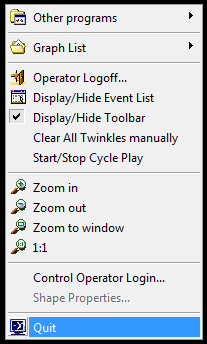 Other programs
Graph List
Operator Logoff...
Display/Hide Event List
Display/Hide Toolbar
Clear All Twinkles manually
Start/Stop Cycle Play
Zoom in
Zoom out
Zoom to window
1:1
Control Operator Login...
Shape Properties...
Quit